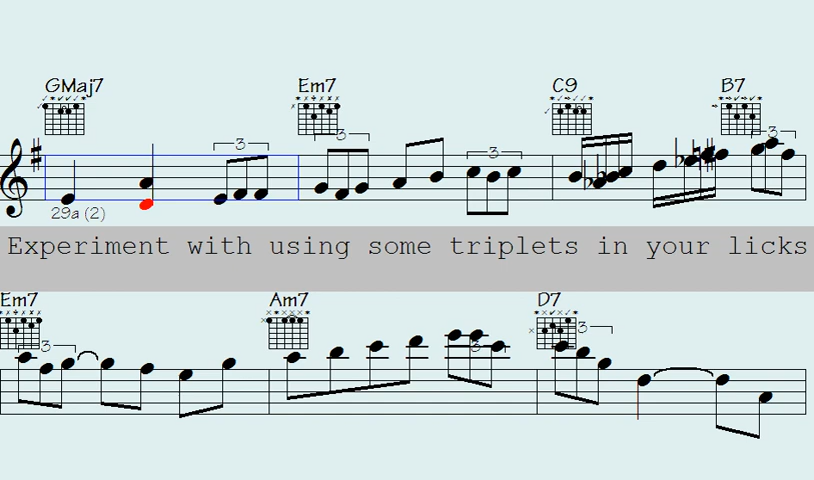 GMaj7 Em7 C9 B7
3 3 3 3
29a (2)
Experiment with using some triplets in your licks
Em7 Am7 D7
3 3 3